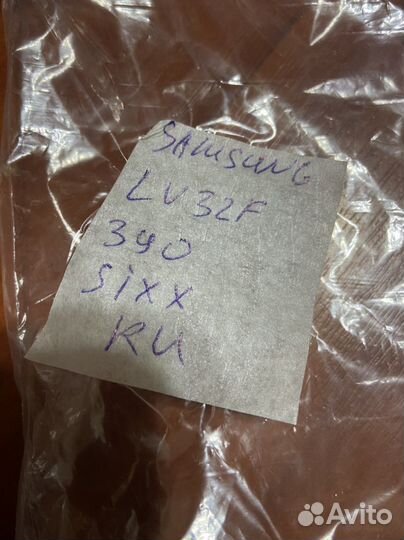 SAMSUNG
LV32F
390
SIXX
RU
Avito